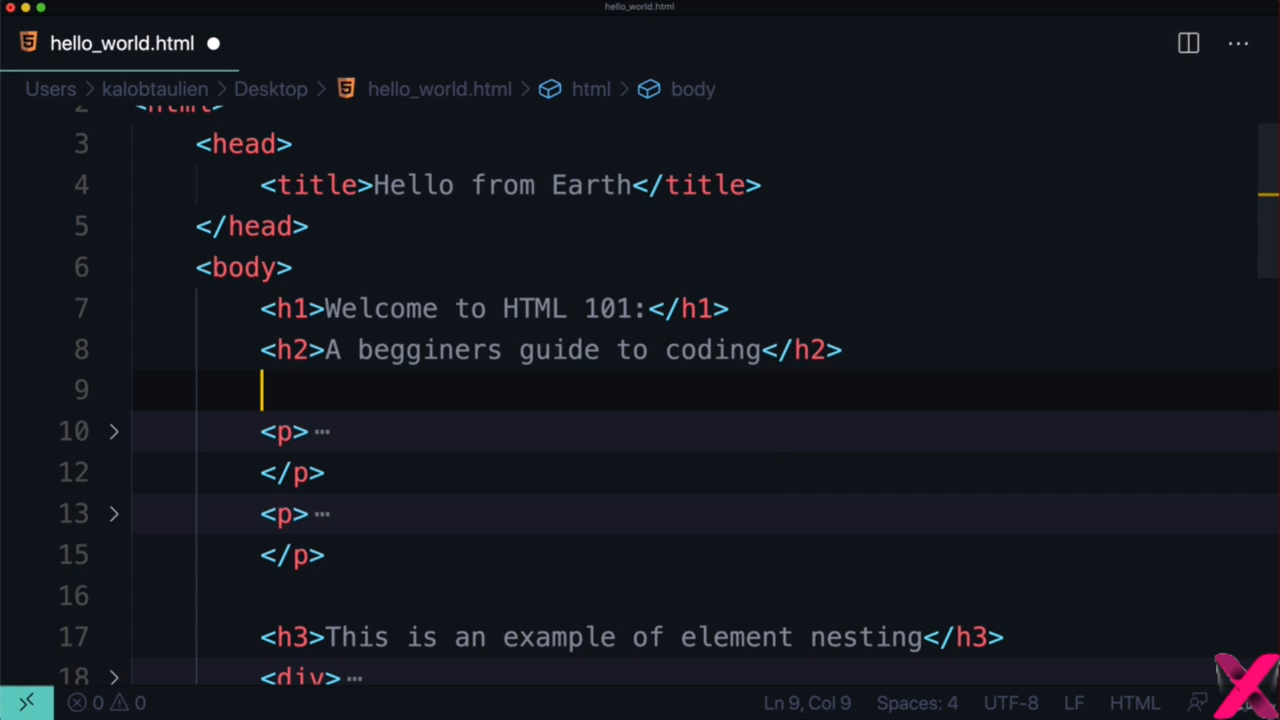 hello_world.html
hello_world.html
Users > kalobtaulien > Desktop > hello_world.html > html > body
2 <html>
3 <head>
4 <title>Hello from Earth</title>
5 </head>
6 <body>
7 <h1>Welcome to HTML 101:</h1>
8 <h2>A begginers guide to coding</h2>
9
10 <p>…
12 </p>
13 <p>…
15 </p>
16
17 <h3>This is an example of element nesting</h3>
18 <div>…
0 0 Ln 9, Col 9 Spaces: 4 UTF-8 LF HTML
X